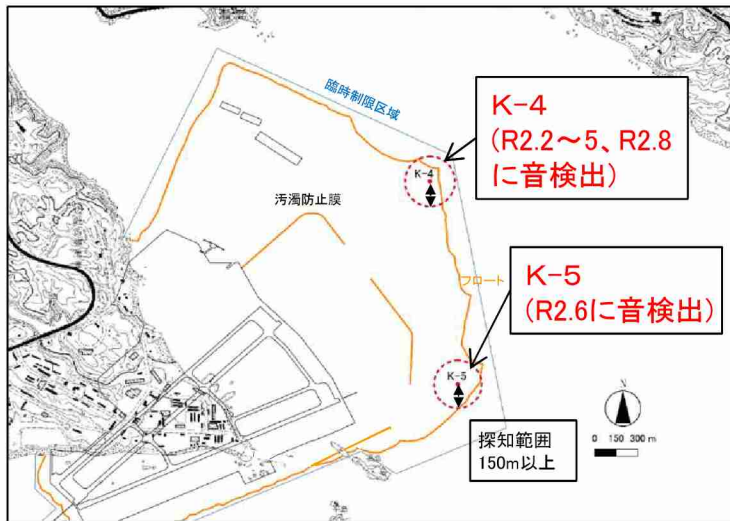 臨時制限区域
K-4
(R2.2～5、R2.8
に音検出)
K-4
汚濁防止膜
フロート
K-5
(R2.6に音検出)
K-5
N
0 150 300 m
探知範囲
150m以上